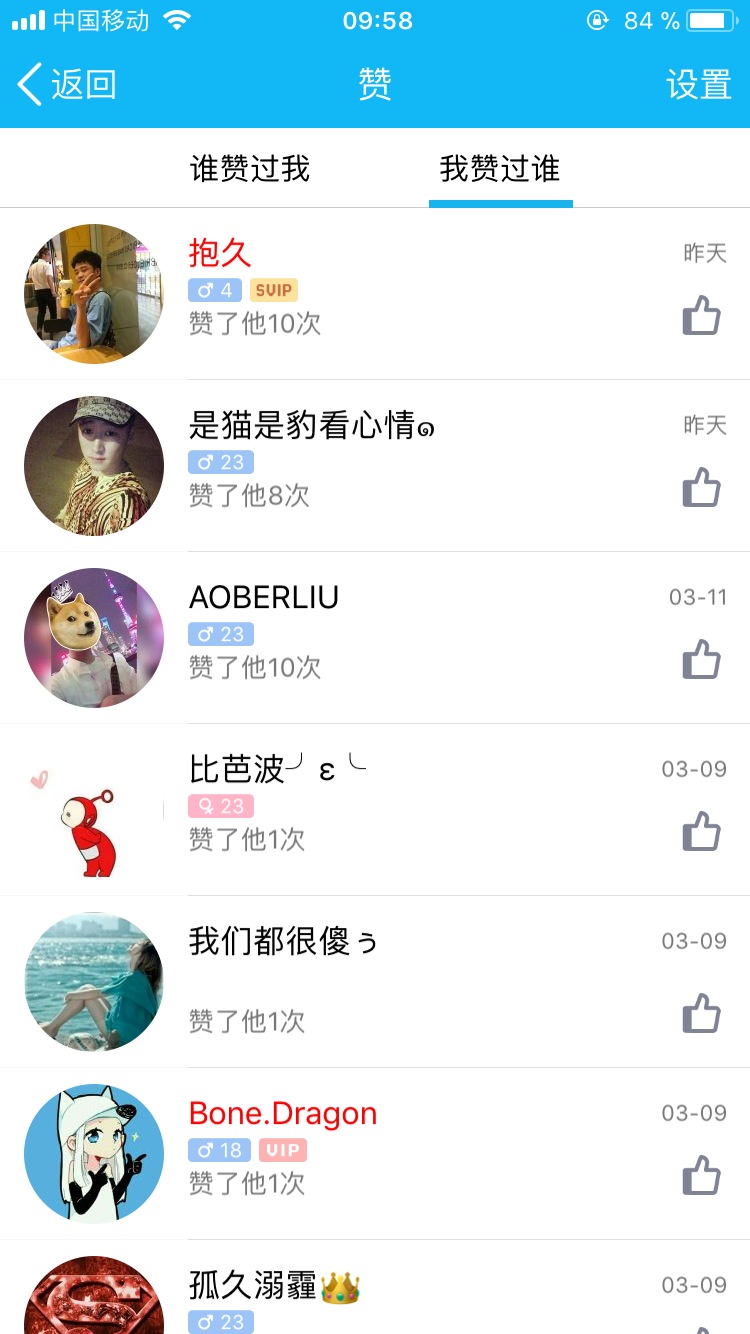 中国移动 09:58 84 %
返回 赞 设置
谁赞过我 我赞过谁
抱久 昨天
♂ 4 SVIP
赞了他10次
是猫是豹看心情๑ 昨天
♂ 23
赞了他8次
AOBERLIU 03-11
♂ 23
赞了他10次
比芭波╯ε╰ 03-09
♀ 23
赞了他1次
我们都很傻ぅ 03-09
赞了他1次
Bone.Dragon 03-09
♂ 18 VIP
赞了他1次
孤久溺霾👑 03-09
♂ 23